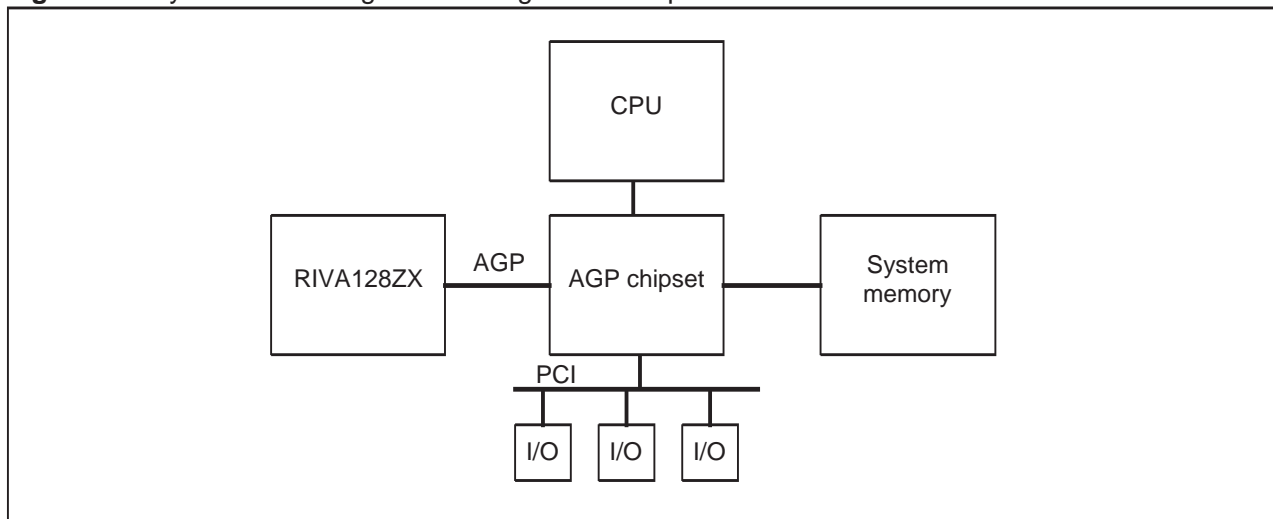 CPU
RIVA128ZX
AGP
AGP chipset
System
memory
PCI
I/O
I/O
I/O